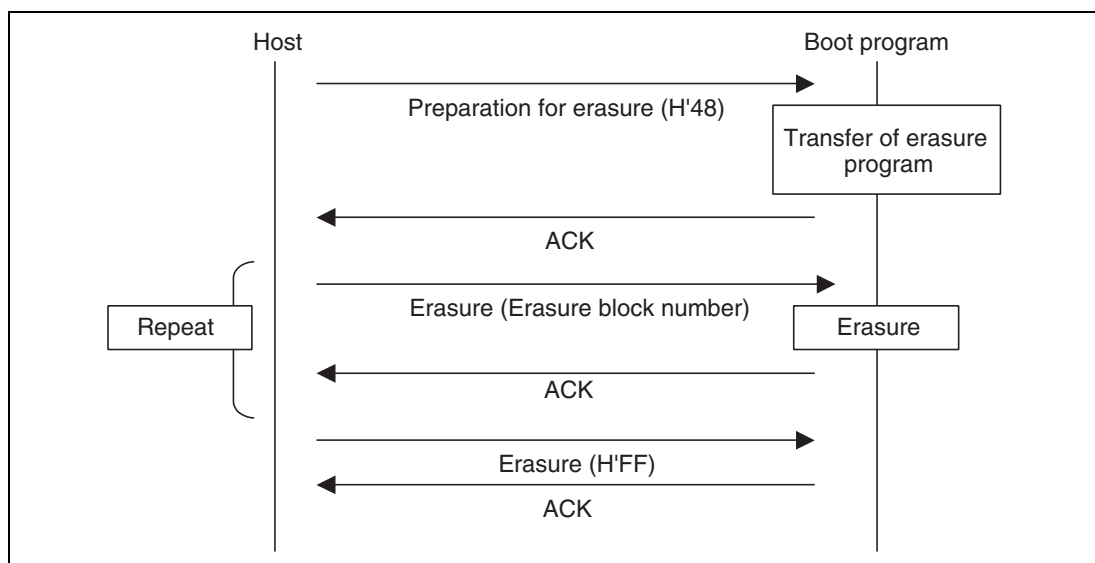 Host
Boot program
Preparation for erasure (H'48)
Transfer of erasure
program
ACK
Erasure (Erasure block number)
Repeat
Erasure
ACK
Erasure (H'FF)
ACK